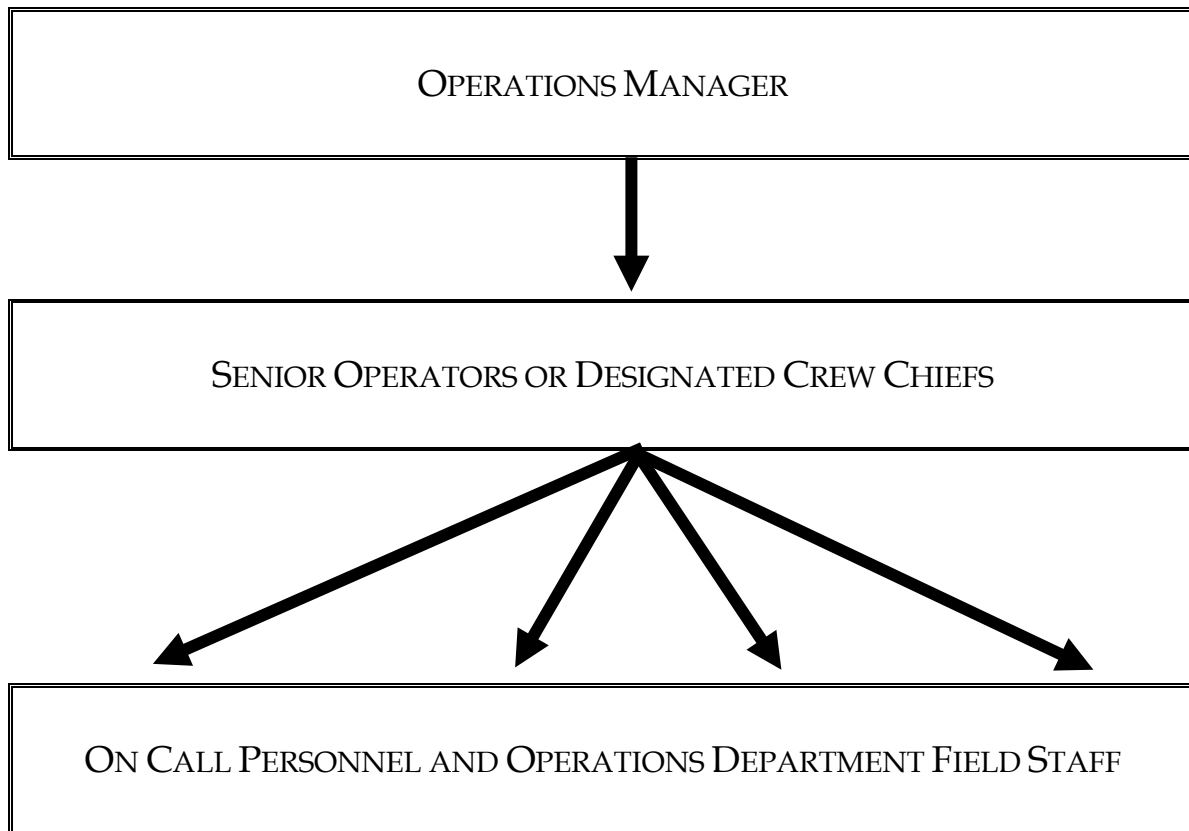 OPERATIONS MANAGER
SENIOR OPERATORS OR DESIGNATED CREW CHIEFS
ON CALL PERSONNEL AND OPERATIONS DEPARTMENT FIELD STAFF